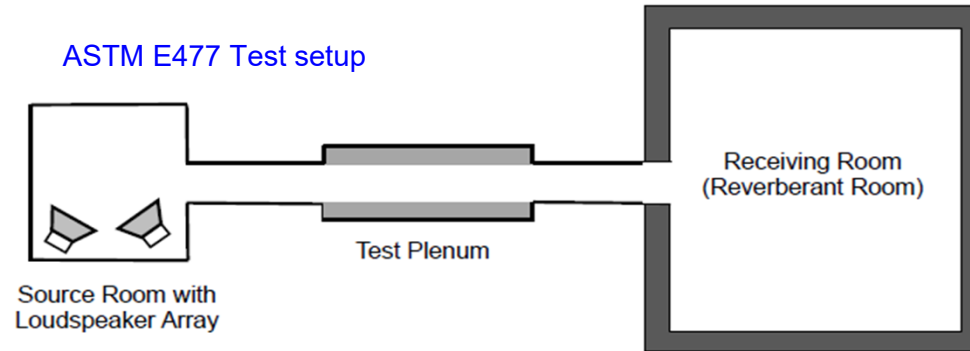 ASTM E477 Test setup
Receiving Room
(Reverberant Room)
Test Plenum
Source Room with
Loudspeaker Array